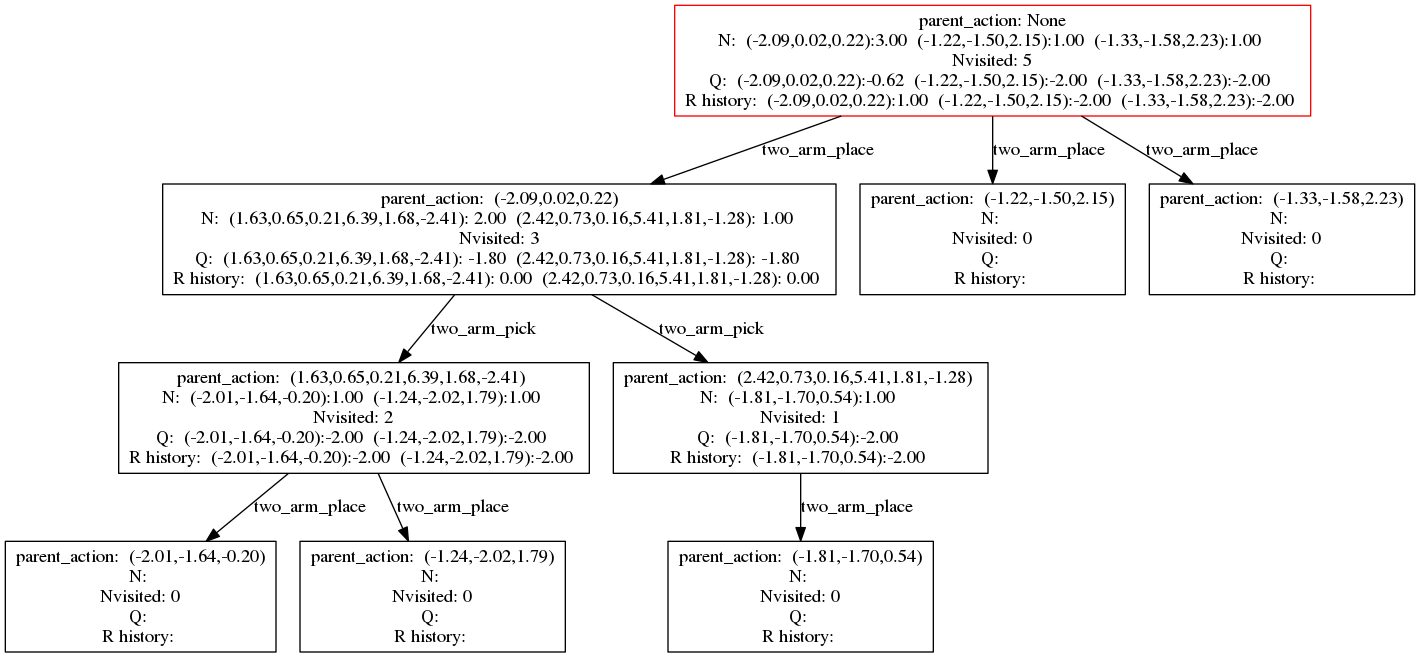 parent_action: None
N: (-2.09,0.02,0.22):3.00 (-1.22,-1.50,2.15):1.00 (-1.33,-1.58,2.23):1.00
Nvisited: 5
Q: (-2.09,0.02,0.22):-0.62 (-1.22,-1.50,2.15):-2.00 (-1.33,-1.58,2.23):-2.00
R history: (-2.09,0.02,0.22):1.00 (-1.22,-1.50,2.15):-2.00 (-1.33,-1.58,2.23):-2.00
two_arm_place
two_arm_place
two_arm_place
parent_action: (-2.09,0.02,0.22)
N: (1.63,0.65,0.21,6.39,1.68,-2.41): 2.00 (2.42,0.73,0.16,5.41,1.81,-1.28): 1.00
Nvisited: 3
Q: (1.63,0.65,0.21,6.39,1.68,-2.41): -1.80 (2.42,0.73,0.16,5.41,1.81,-1.28): -1.80
R history: (1.63,0.65,0.21,6.39,1.68,-2.41): 0.00 (2.42,0.73,0.16,5.41,1.81,-1.28): 0.00
parent_action: (-1.22,-1.50,2.15)
N:
Nvisited: 0
Q:
R history:
parent_action: (-1.33,-1.58,2.23)
N:
Nvisited: 0
Q:
R history:
two_arm_pick
two_arm_pick
parent_action: (1.63,0.65,0.21,6.39,1.68,-2.41)
N: (-2.01,-1.64,-0.20):1.00 (-1.24,-2.02,1.79):1.00
Nvisited: 2
Q: (-2.01,-1.64,-0.20):-2.00 (-1.24,-2.02,1.79):-2.00
R history: (-2.01,-1.64,-0.20):-2.00 (-1.24,-2.02,1.79):-2.00
parent_action: (2.42,0.73,0.16,5.41,1.81,-1.28)
N: (-1.81,-1.70,0.54):1.00
Nvisited: 1
Q: (-1.81,-1.70,0.54):-2.00
R history: (-1.81,-1.70,0.54):-2.00
two_arm_place
two_arm_place
two_arm_place
parent_action: (-2.01,-1.64,-0.20)
N:
Nvisited: 0
Q:
R history:
parent_action: (-1.24,-2.02,1.79)
N:
Nvisited: 0
Q:
R history:
parent_action: (-1.81,-1.70,0.54)
N:
Nvisited: 0
Q:
R history: